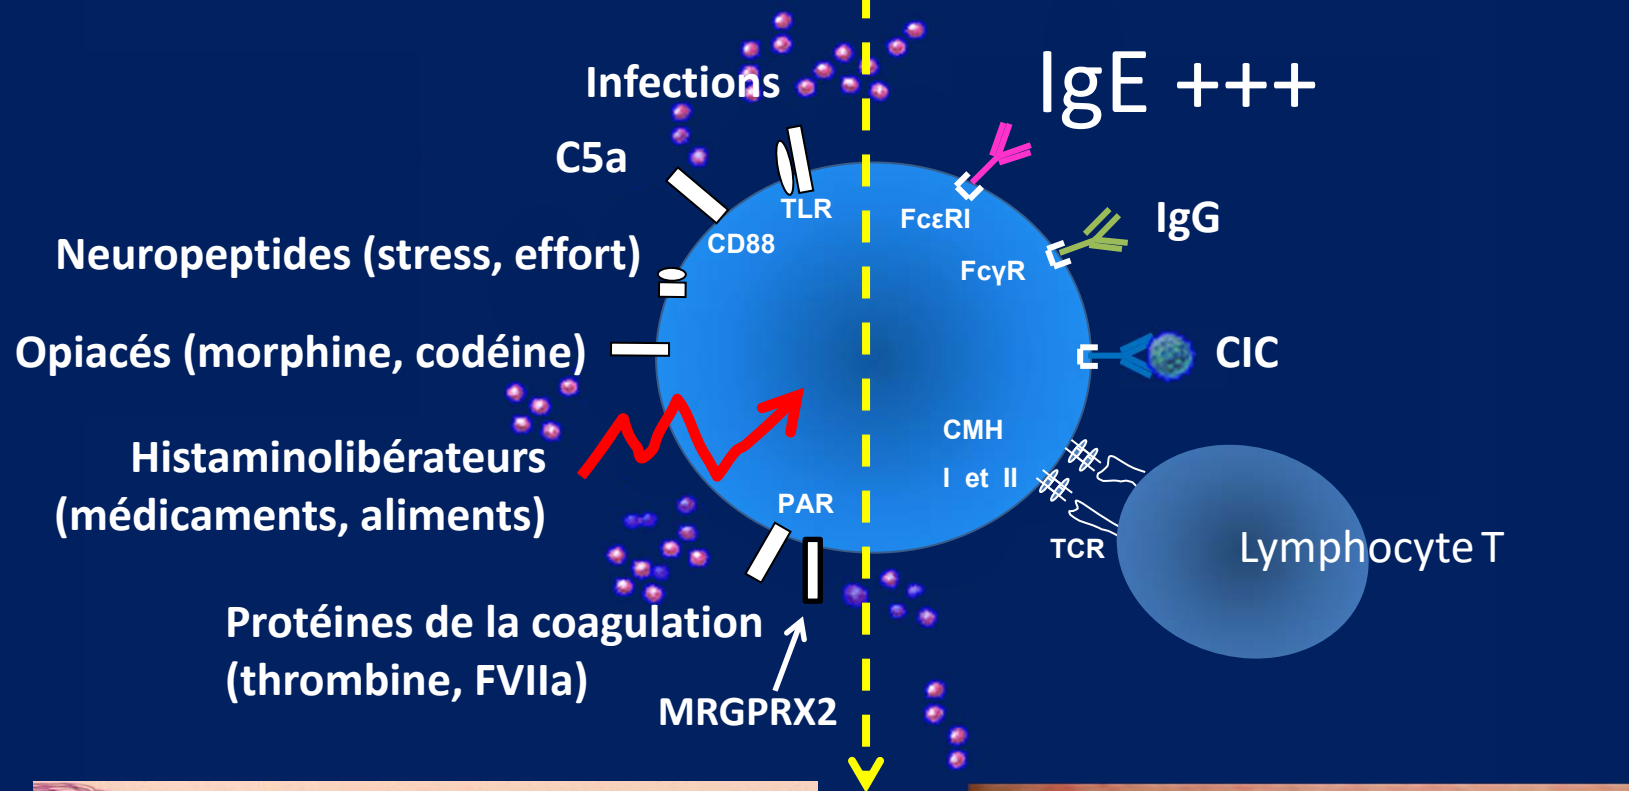 Infections
IgE +++
C5a
TLR
FcεRI
IgG
CD88
Neuropeptides (stress, effort)
FcγR
Opiacés (morphine, codéine)
CIC
Histaminolibérateurs
(médicaments, aliments)
CMH
I et II
PAR
TCR
Lymphocyte T
Protéines de la coagulation
(thrombine, FVIIa)
MRGPRX2